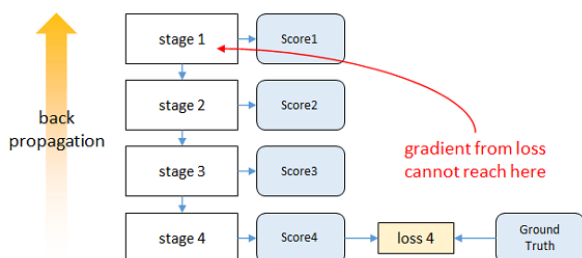 stage 1
Score1
stage 2
Score2
back
propagation
gradient from loss
cannot reach here
stage 3
Score3
stage 4
Score4
loss 4
Ground
Truth